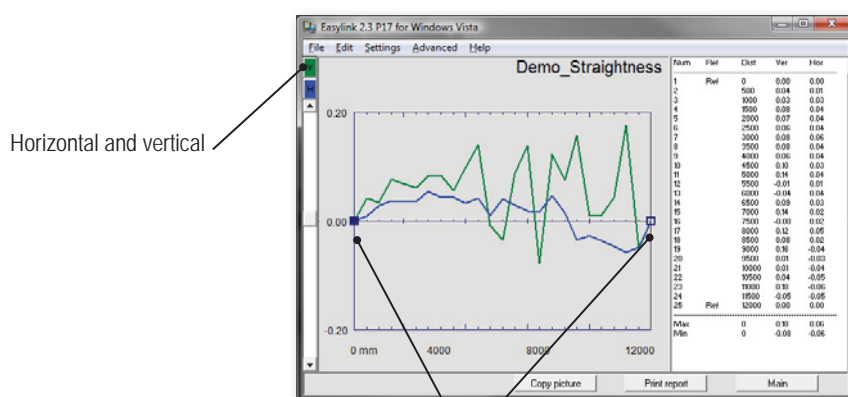 Easylink 2.3 P17 for Windows Vista
File Edit Settings Advanced Help
Horizontal and vertical
V
H
Demo_Straightness
0.20
0.00
-0.20
0 mm 4000 8000 12000
Num Ref Dist Ver Hor
1 Ref 0 0.00 0.00
2 500 0.04 0.01
3 1000 0.03 0.03
4 1500 0.08 0.04
5 2000 0.07 0.04
6 2500 0.06 0.04
7 3000 0.08 0.06
8 3500 0.08 0.04
9 4000 0.06 0.04
10 4500 0.10 0.03
11 5000 0.14 0.04
12 5500 -0.01 0.01
13 6000 -0.04 0.04
14 6500 0.09 0.03
15 7000 0.14 0.02
16 7500 -0.08 0.02
17 8000 0.12 0.05
18 8500 0.08 0.02
19 9000 0.16 -0.04
20 9500 0.01 -0.03
21 10000 0.01 -0.04
22 10500 0.04 -0.05
23 11000 0.18 -0.06
24 11500 -0.05 -0.05
25 Ref 12000 0.00 0.00
Max 0 0.18 0.06
Min 0 -0.08 -0.06
Copy picture Print report Main